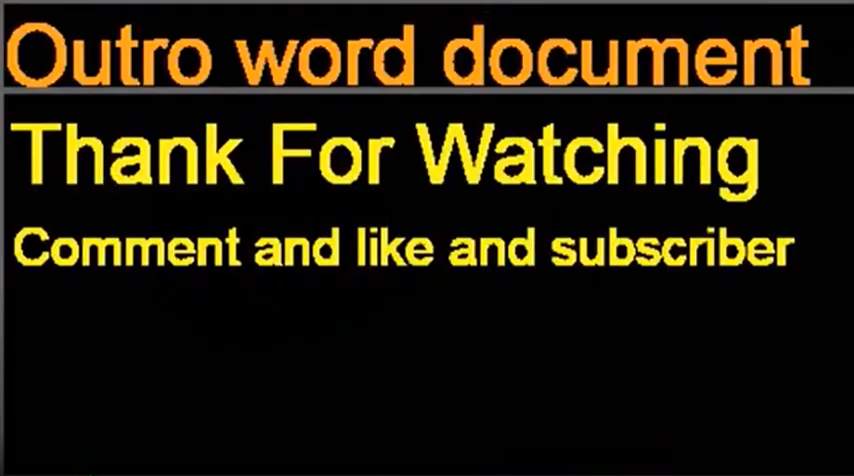 Outro word document
Thank For Watching
Comment and like and subscriber